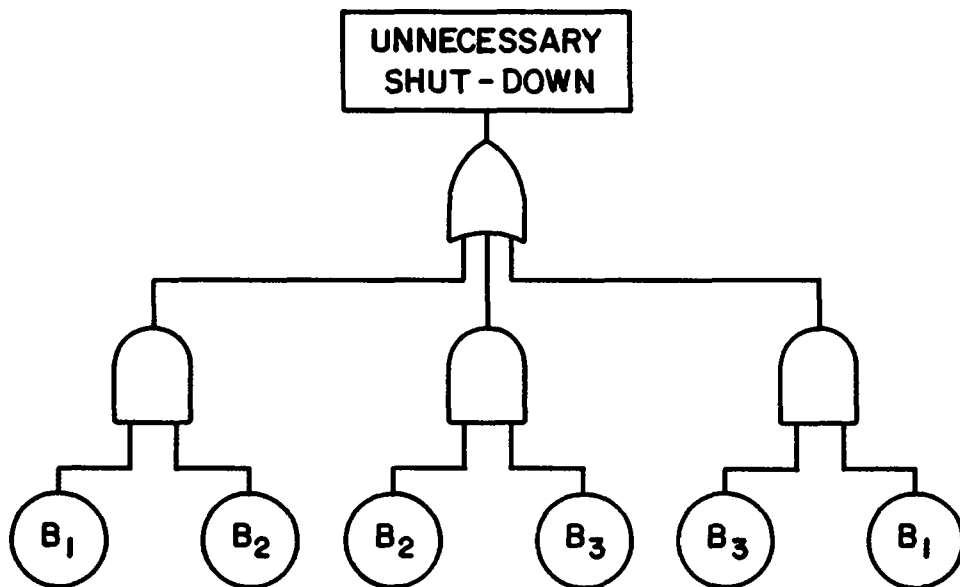 UNNECESSARY
SHUT-DOWN
B₁ B₂ B₂ B₃ B₃ B₁